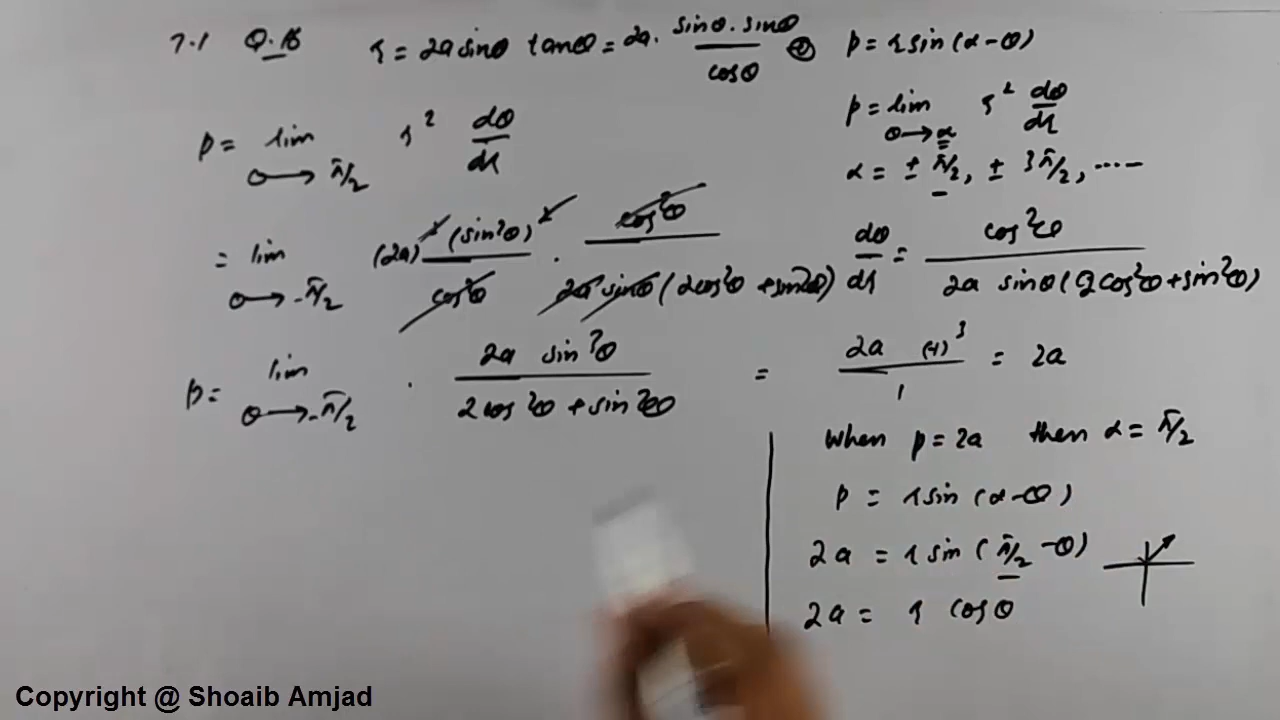 7.1 Q.18 r = 2a sinθ tanθ = 2a. sinθ.sinθ / cosθ
p = r sin(α-θ)
p = lim θ→π/2 r² dθ/dr
p = lim θ→α r² dθ/dr
α = ± π/2, ± 3π/2, ....
= lim θ→-π/2 (2a)² (sin²θ)² / cos²θ . cos²θ / 2a sinθ (2cos²θ + sin²θ)
dθ/dr = cos²θ / 2a sinθ (2cos²θ + sin²θ)
p = lim θ→-π/2 . 2a sin³θ / 2cos²θ + sin²θ = 2a (1)³ / 1 = 2a
when p = 2a then α = π/2
p = r sin(α-θ)
2a = r sin(π/2 -θ)
2a = r cosθ
Copyright @ Shoaib Amjad